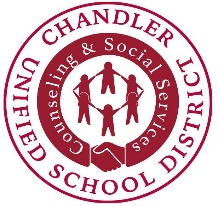 CHANDLER
UNIFIED SCHOOL DISTRICT
Counseling & Social Services